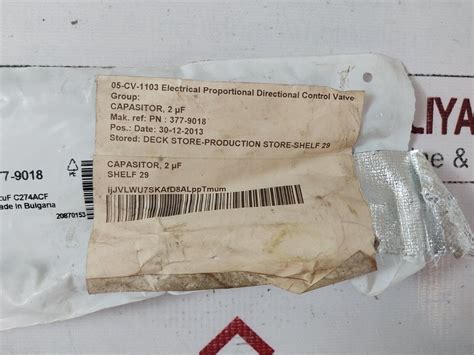 05-CV-1103 Electrical Proportional Directional Control Valve
Group:
CAPASITOR, 2 µF
Mak. ref: PN : 377-9018
Pos.: Date: 30-12-2013
Stored: DECK STORE-PRODUCTION STORE-SHELF 29
CAPASITOR, 2 µF
SHELF 29
ijJVLWU7SKAfD8ALppTmum
77-9018
uF C274ACF
ade in Bulgaria
20870153
LIYA
e &